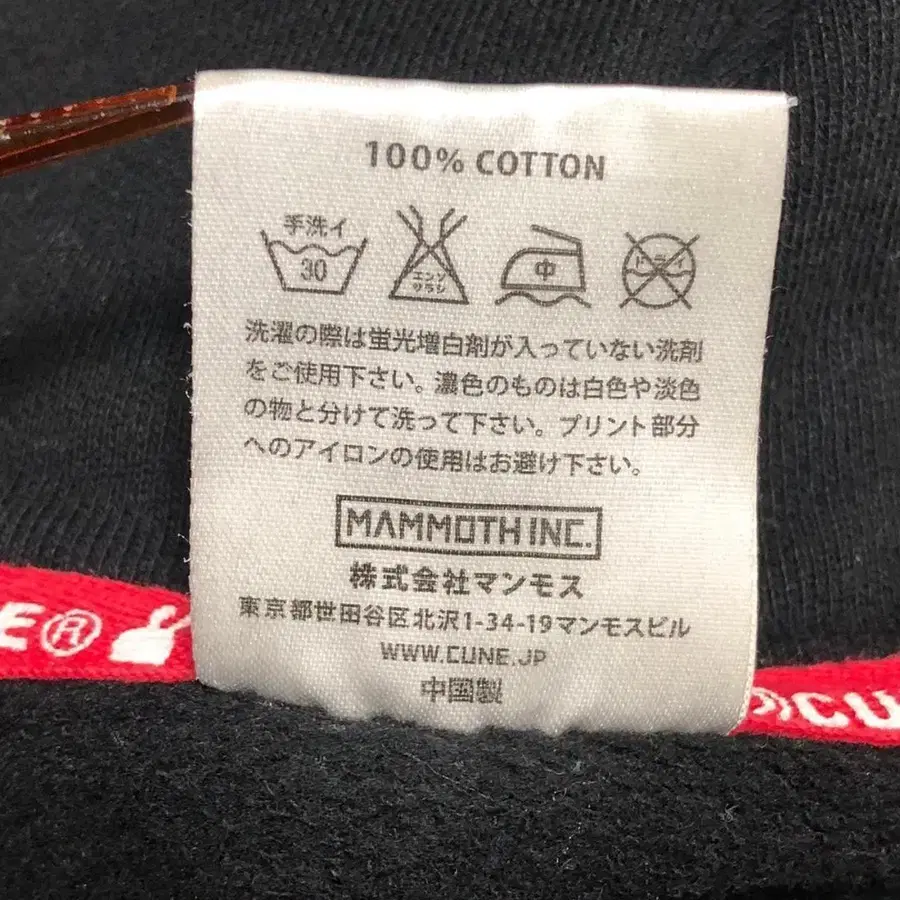 100% COTTON
手洗イ
30
エンソ
サラシ
中
ドライ
洗濯の際は蛍光増白剤が入っていない洗剤
をご使用下さい。濃色のものは白色や淡色
の物と分けて洗って下さい。プリント部分
へのアイロンの使用はお避け下さい。
MAMMOTH INC.
株式会社マンモス
東京都世田谷区北沢1-34-19マンモスビル
WWW.CUNE.JP
中国製
E®
CU